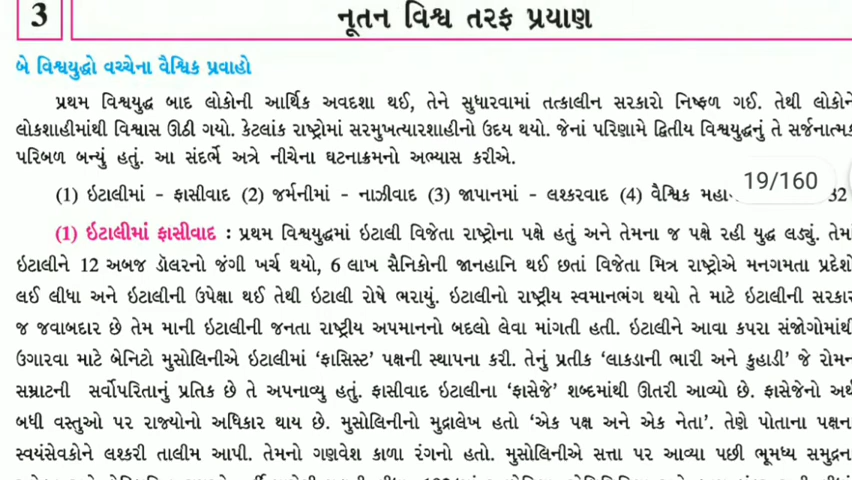 3
નૂતન વિશ્વ તરફ પ્રયાણ
બે વિશ્વયુદ્ધો વચ્ચેના વૈશ્વિક પ્રવાહો
પ્રથમ વિશ્વયુદ્ધ બાદ લોકોની આર્થિક અવદશા થઈ, તેને સુધારવામાં તત્કાલીન સરકારો નિષ્ફળ ગઈ. તેથી લોકોને
લોકશાહીમાંથી વિશ્વાસ ઊઠી ગયો. કેટલાંક રાષ્ટ્રોમાં સરમુખત્યારશાહીનો ઉદય થયો. જેનાં પરિણામે દ્વિતીય વિશ્વયુદ્ધનું તે સર્જનાત્મક
પરિબળ બન્યું હતું. આ સંદર્ભે અત્રે નીચેના ઘટનાક્રમનો અભ્યાસ કરીએ.
19/160
(1) ઇટાલીમાં - ફાસીવાદ (2) જર્મનીમાં - નાઝીવાદ (3) જાપાનમાં - લશ્કરવાદ (4) વૈશ્વિક
(1) ઇટાલીમાં ફાસીવાદ : પ્રથમ વિશ્વયુદ્ધમાં ઇટાલી વિજેતા રાષ્ટ્રોના પક્ષે હતું અને તેમના જ પક્ષે રહી યુદ્ધ લડ્યું. તેમાં
ઇટાલીને 12 અબજ ડૉલરનો જંગી ખર્ચ થયો, 6 લાખ સૈનિકોની જાનહાનિ થઈ છતાં વિજેતા મિત્ર રાષ્ટ્રોએ મનગમતા પ્રદેશો
લઈ લીધા અને ઇટાલીની ઉપેક્ષા થઈ તેથી ઇટાલી રોષે ભરાયું. ઇટાલીનો રાષ્ટ્રીય સ્વમાનભંગ થયો તે માટે ઇટાલીની સરકાર
જ જવાબદાર છે તેમ માની ઇટાલીની જનતા રાષ્ટ્રીય અપમાનનો બદલો લેવા માંગતી હતી. ઇટાલીને આવા કપરા સંજોગોમાંથી
ઉગારવા માટે બેનિટો મુસોલિનીએ ઇટાલીમાં ‘ફાસિસ્ટ’ પક્ષની સ્થાપના કરી. તેનું પ્રતીક ‘લાકડાની ભારી અને કુહાડી’ જે રોમન
સમ્રાટની સર્વોપરિતાનું પ્રતિક છે તે અપનાવ્યુ હતું. ફાસીવાદ ઇટાલીના ‘ફાસેજે’ શબ્દમાંથી ઊતરી આવ્યો છે. ફાસેજેનો અર્થ
બધી વસ્તુઓ પર રાજ્યોનો અધિકાર થાય છે. મુસોલિનીનો મુદ્રાલેખ હતો ‘એક પક્ષ અને એક નેતા’. તેણે પોતાના પક્ષના
સ્વયંસેવકોને લશ્કરી તાલીમ આપી. તેમનો ગણવેશ કાળા રંગનો હતો. મુસોલિનીએ સત્તા પર આવ્યા પછી ભૂમધ્ય સમુદ્રના